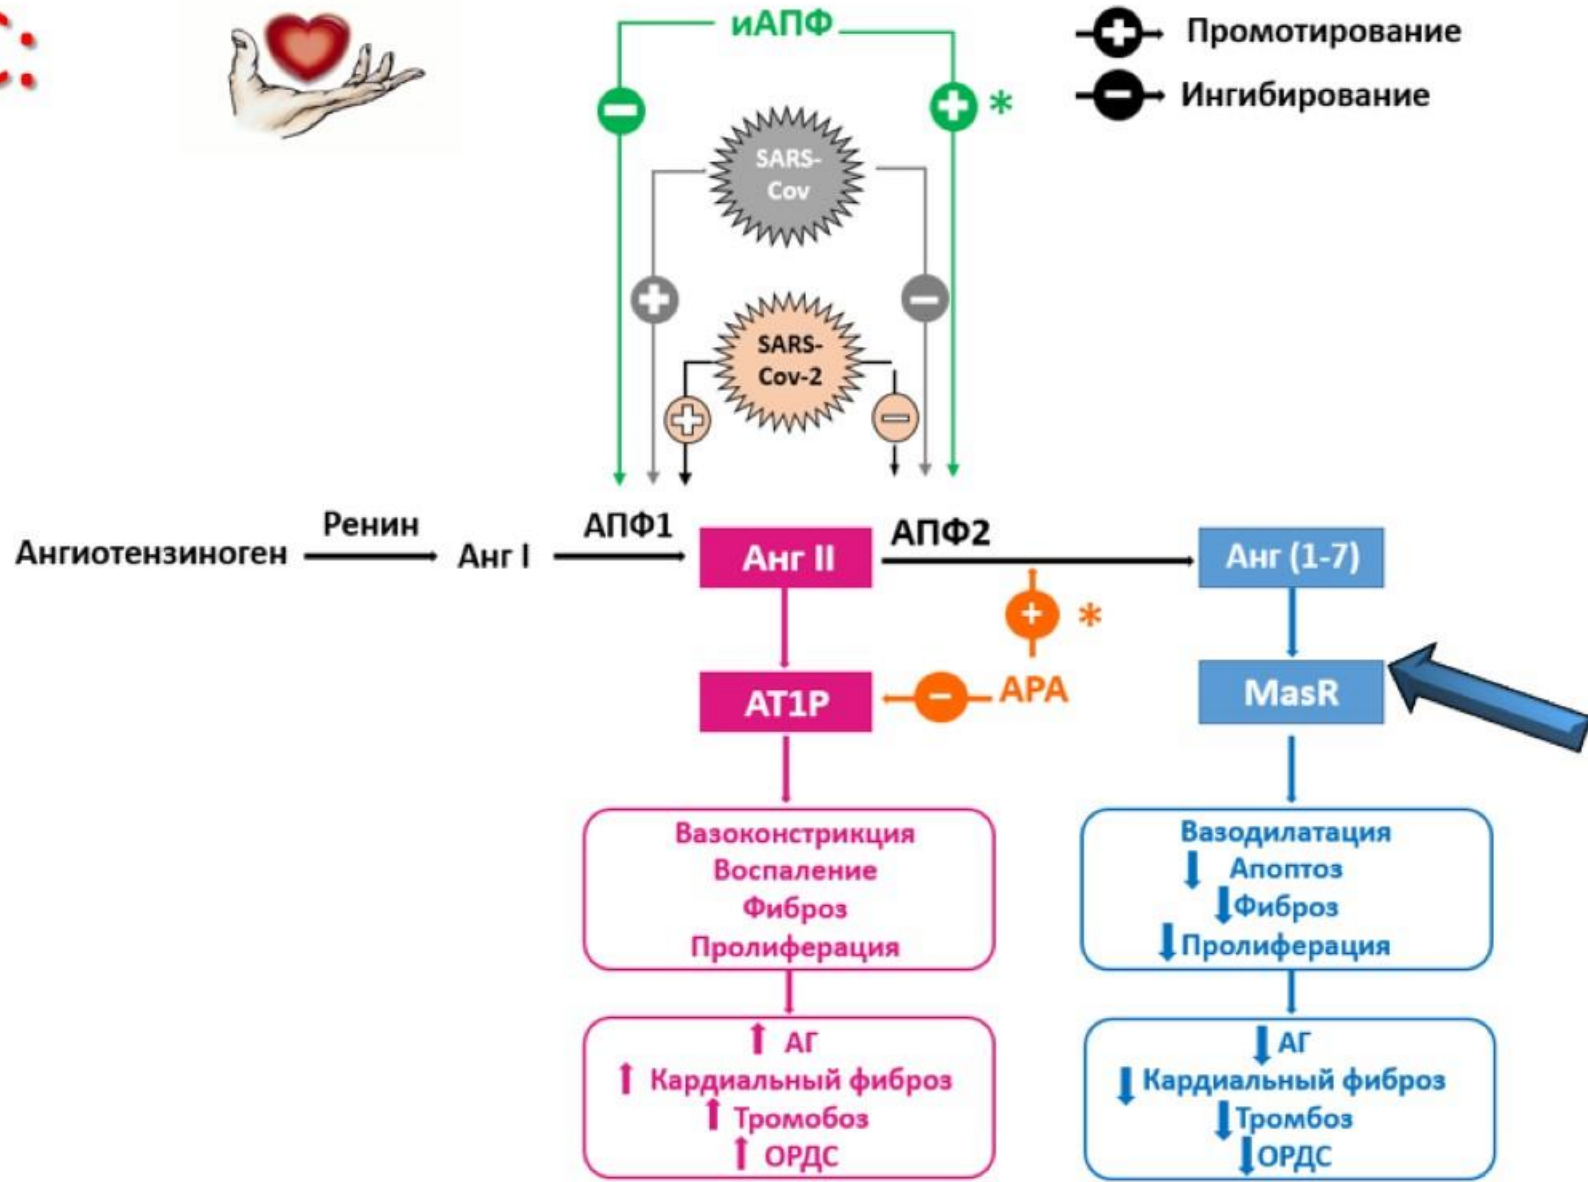 С:
иАПФ
Промотирование
Ингибирование
*
SARS-
Cov
SARS-
Cov-2
Ангиотензиноген
Ренин
Анг I
АПФ1
Анг II
АПФ2
Анг (1-7)
*
АТ1Р
АРА
MasR
Вазоконстрикция
Воспаление
Фиброз
Пролиферация
Вазодилатация
Апоптоз
Фиброз
Пролиферация
АГ
Кардиальный фиброз
Тромобоз
ОРДС
АГ
Кардиальный фиброз
Тромбоз
ОРДС